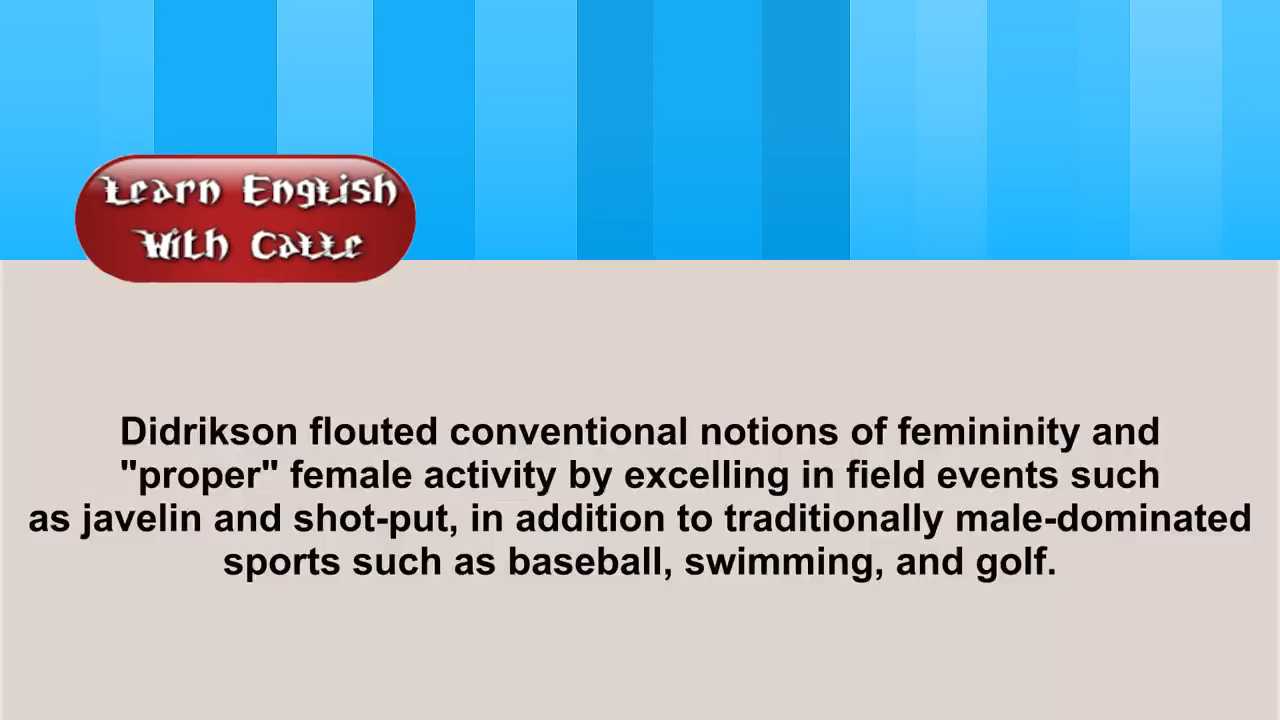 Learn English
With Catte
Didrikson flouted conventional notions of femininity and
"proper" female activity by excelling in field events such
as javelin and shot-put, in addition to traditionally male-dominated
sports such as baseball, swimming, and golf.